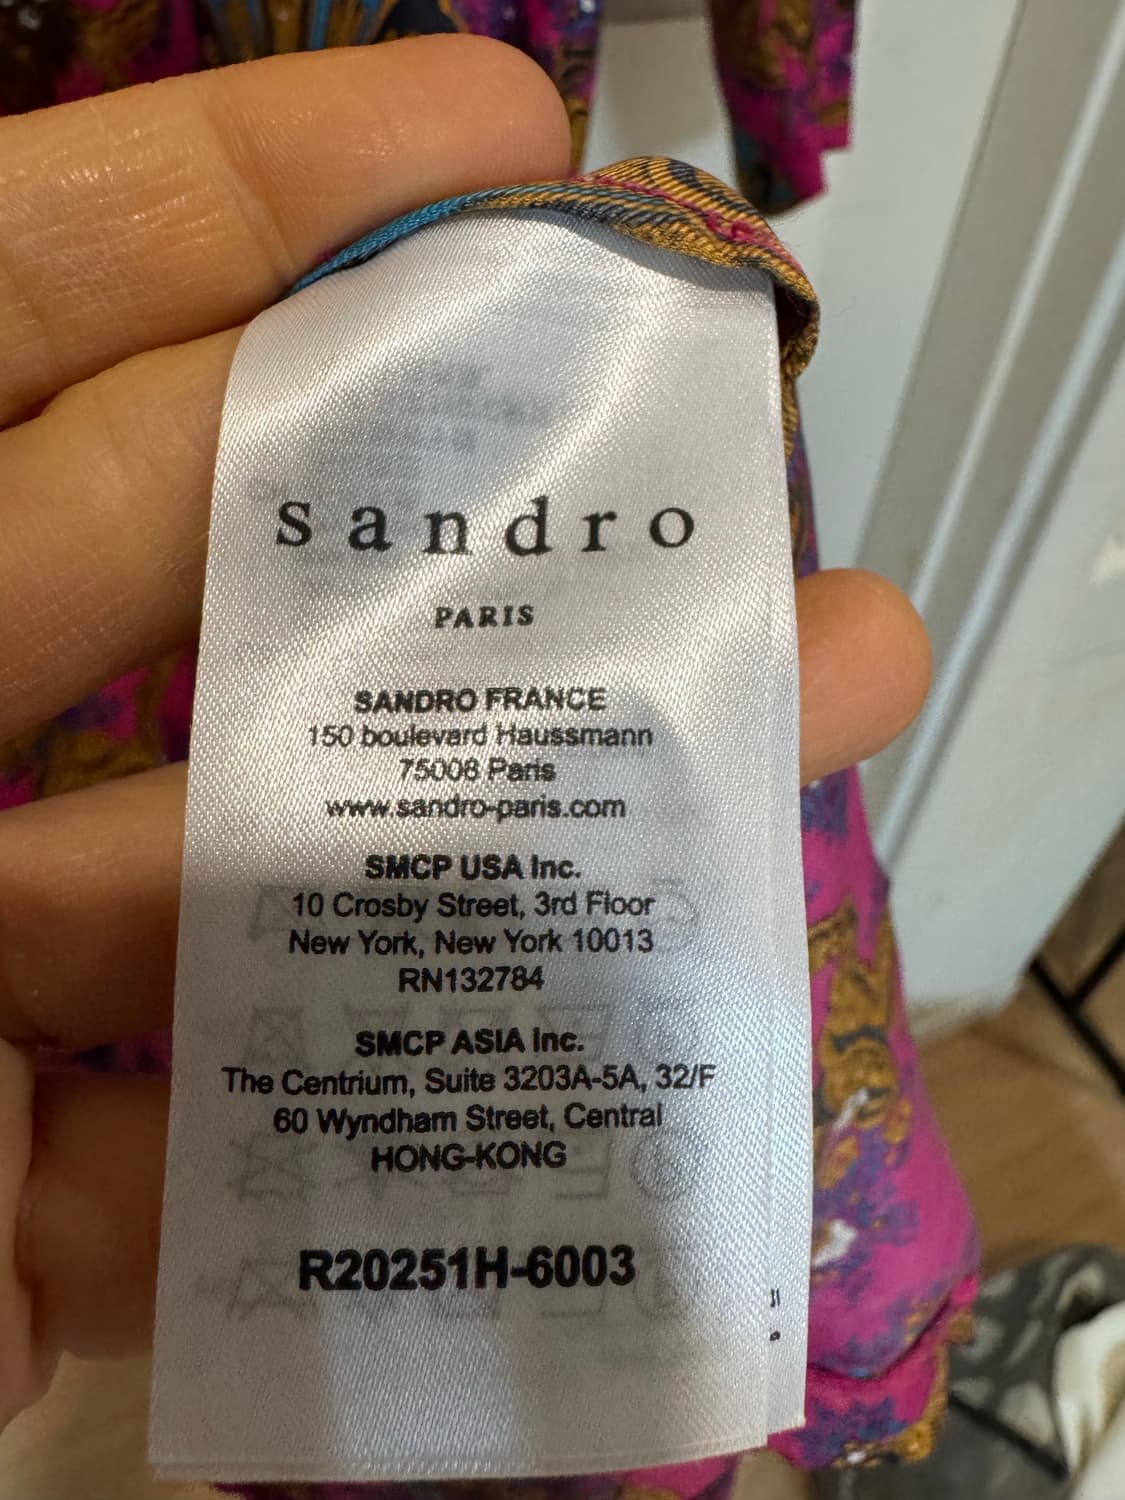 sandro
PARIS
SANDRO FRANCE
150 boulevard Haussmann
75008 Paris
www.sandro-paris.com
SMCP USA Inc.
10 Crosby Street, 3rd Floor
New York, New York 10013
RN132784
SMCP ASIA Inc.
The Centrium, Suite 3203A-5A, 32/F
60 Wyndham Street, Central
HONG-KONG
R20251H-6003